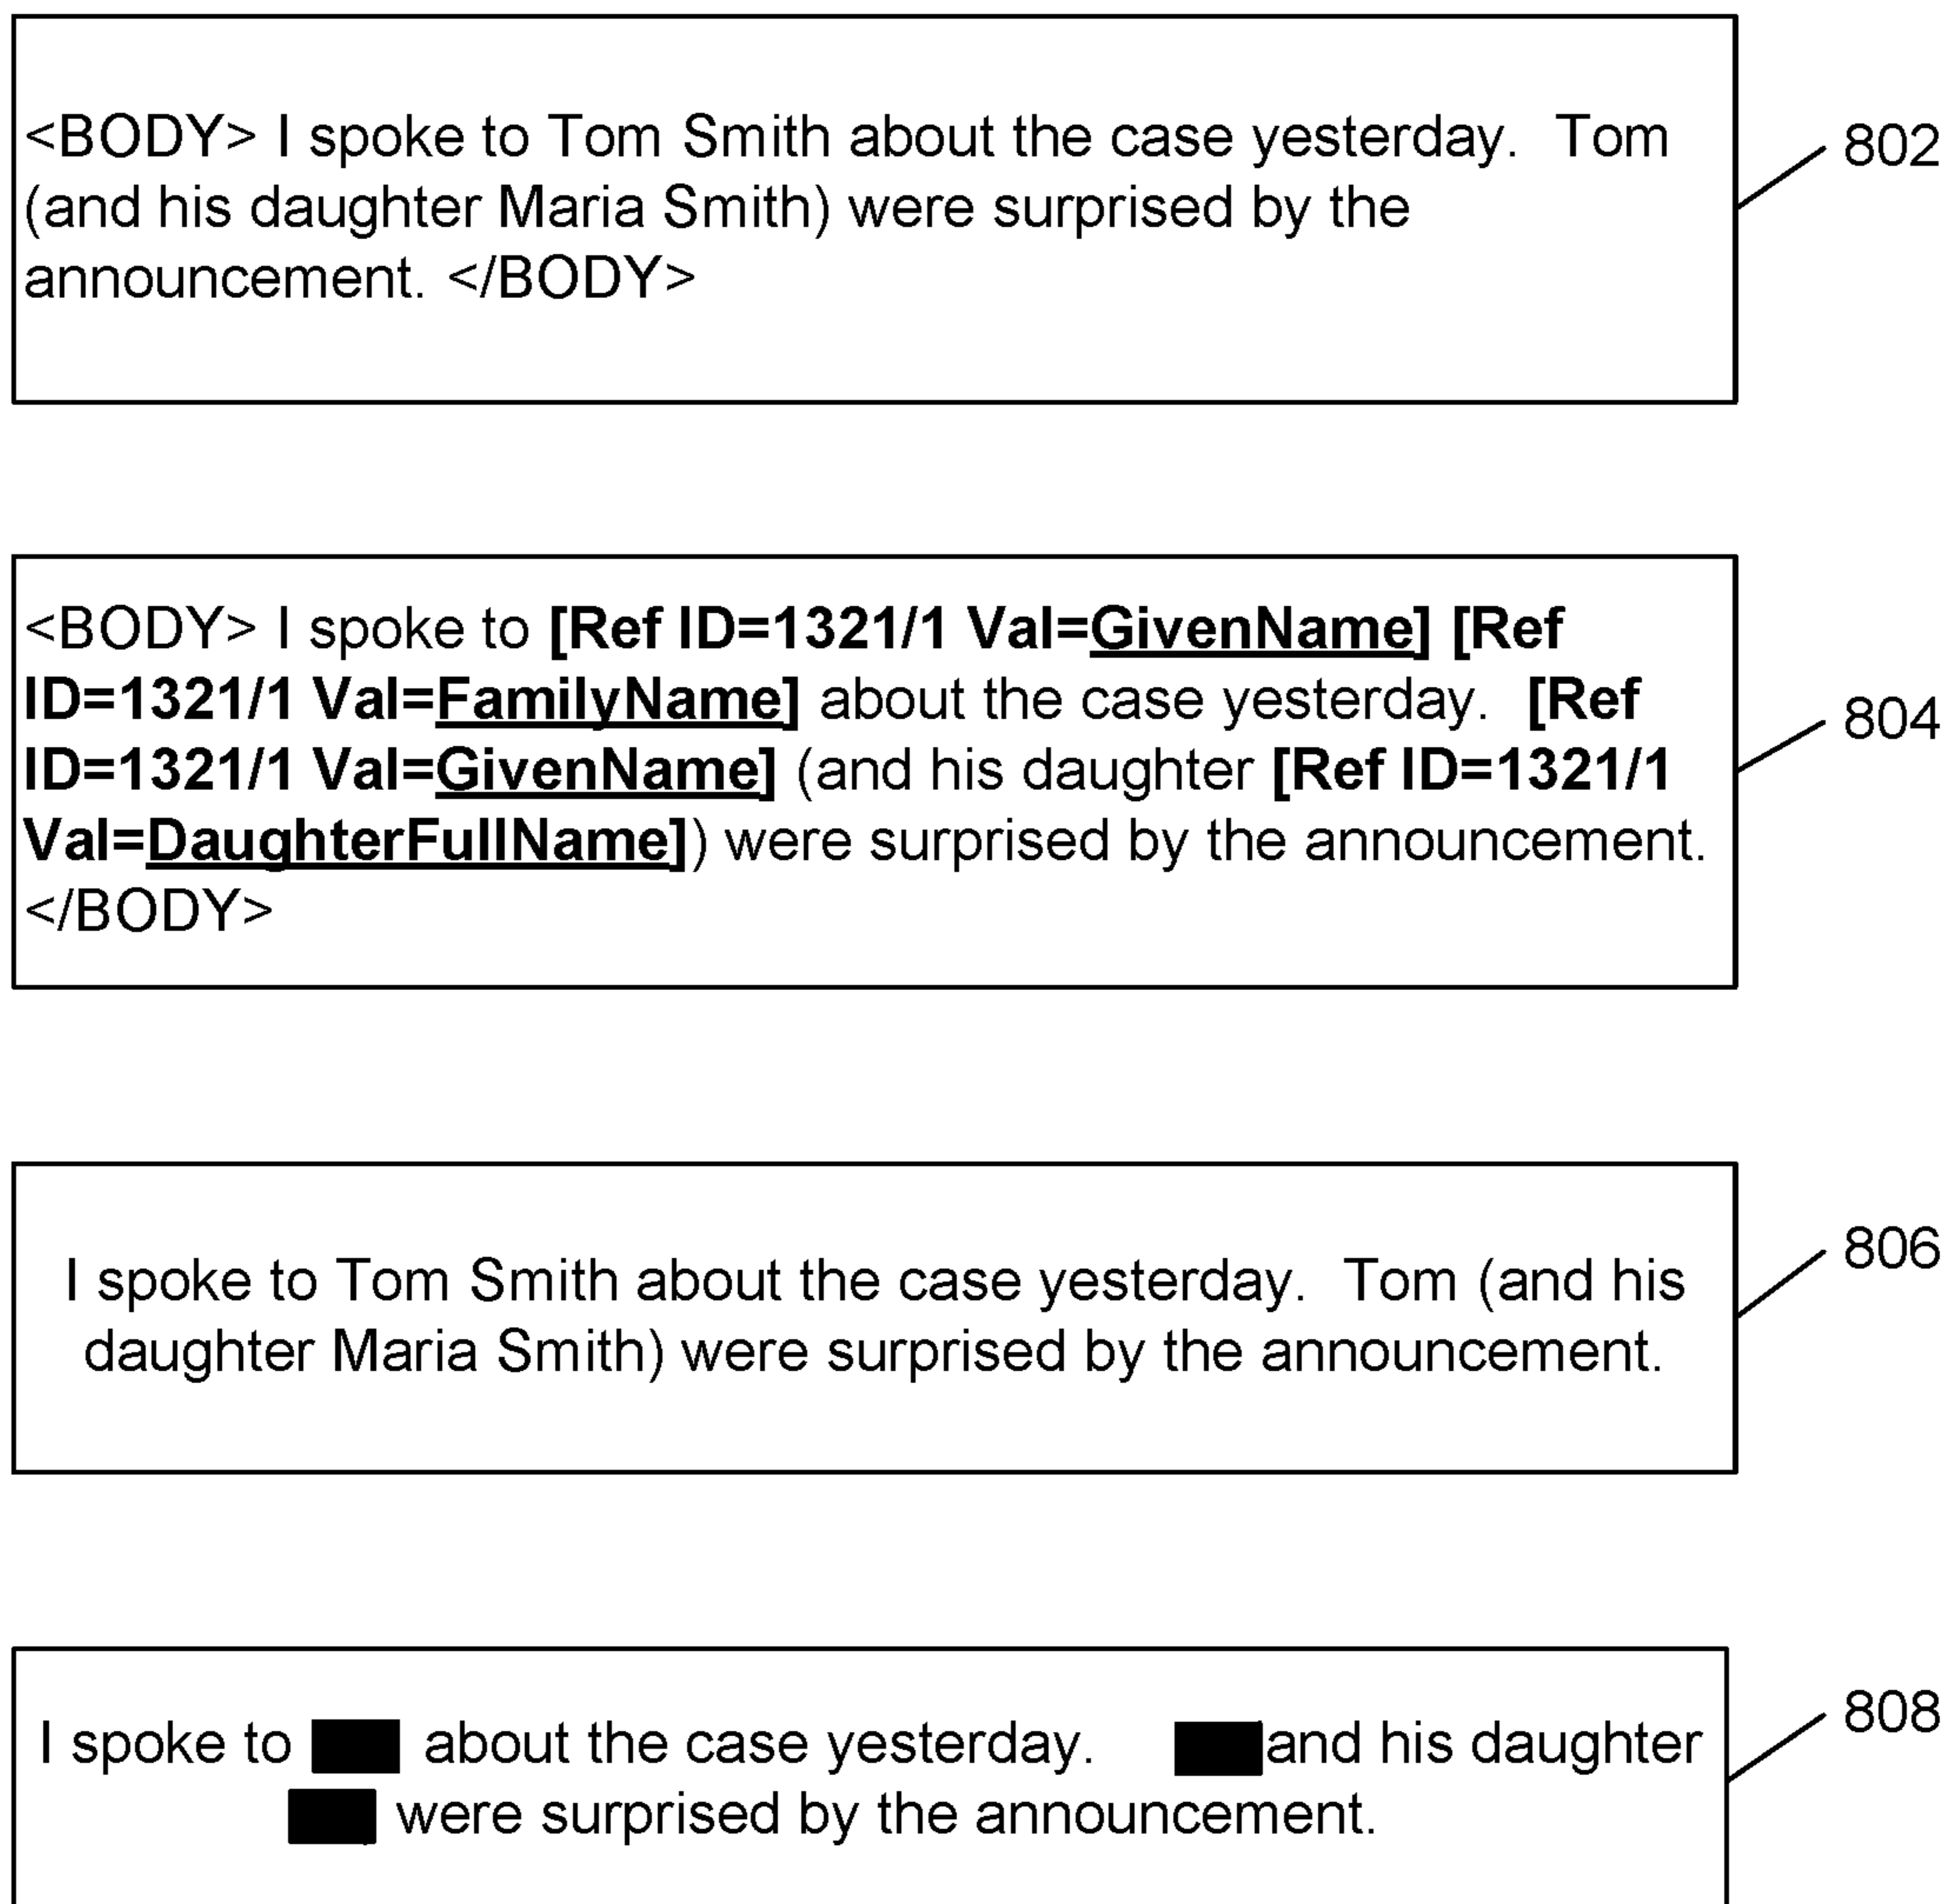 <BODY> I spoke to Tom Smith about the case yesterday.  Tom
(and his daughter Maria Smith) were surprised by the
announcement. </BODY>
802
<BODY> I spoke to [Ref ID=1321/1 Val=GivenName] [Ref
ID=1321/1 Val=FamilyName] about the case yesterday.  [Ref
ID=1321/1 Val=GivenName] (and his daughter [Ref ID=1321/1
Val=DaughterFullName]) were surprised by the announcement.
</BODY>
804
I spoke to Tom Smith about the case yesterday.  Tom (and his
daughter Maria Smith) were surprised by the announcement.
806
I spoke to about the case yesterday. and his daughter
were surprised by the announcement.
808